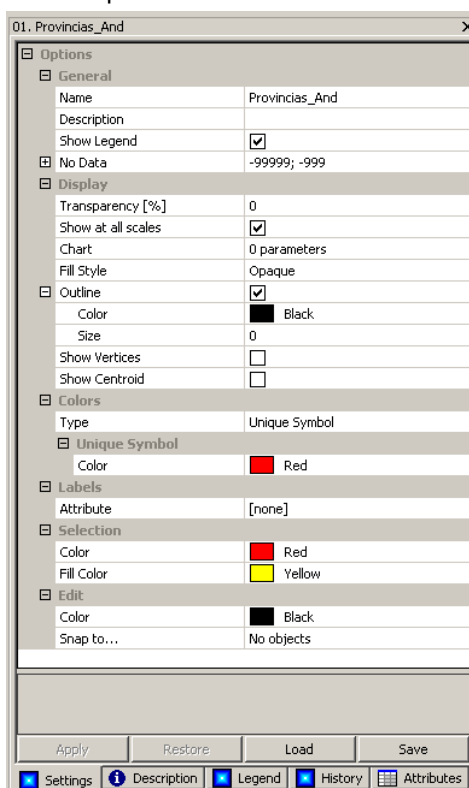 01. Provincias_And
Options
General
Name Provincias_And
Description
Show Legend
No Data -99999; -999
Display
Transparency [%] 0
Show at all scales
Chart 0 parameters
Fill Style Opaque
Outline
Color Black
Size 0
Show Vertices
Show Centroid
Colors
Type Unique Symbol
Unique Symbol
Color Red
Labels
Attribute [none]
Selection
Color Red
Fill Color Yellow
Edit
Color Black
Snap to... No objects
Apply Restore Load Save
Settings Description Legend History Attributes